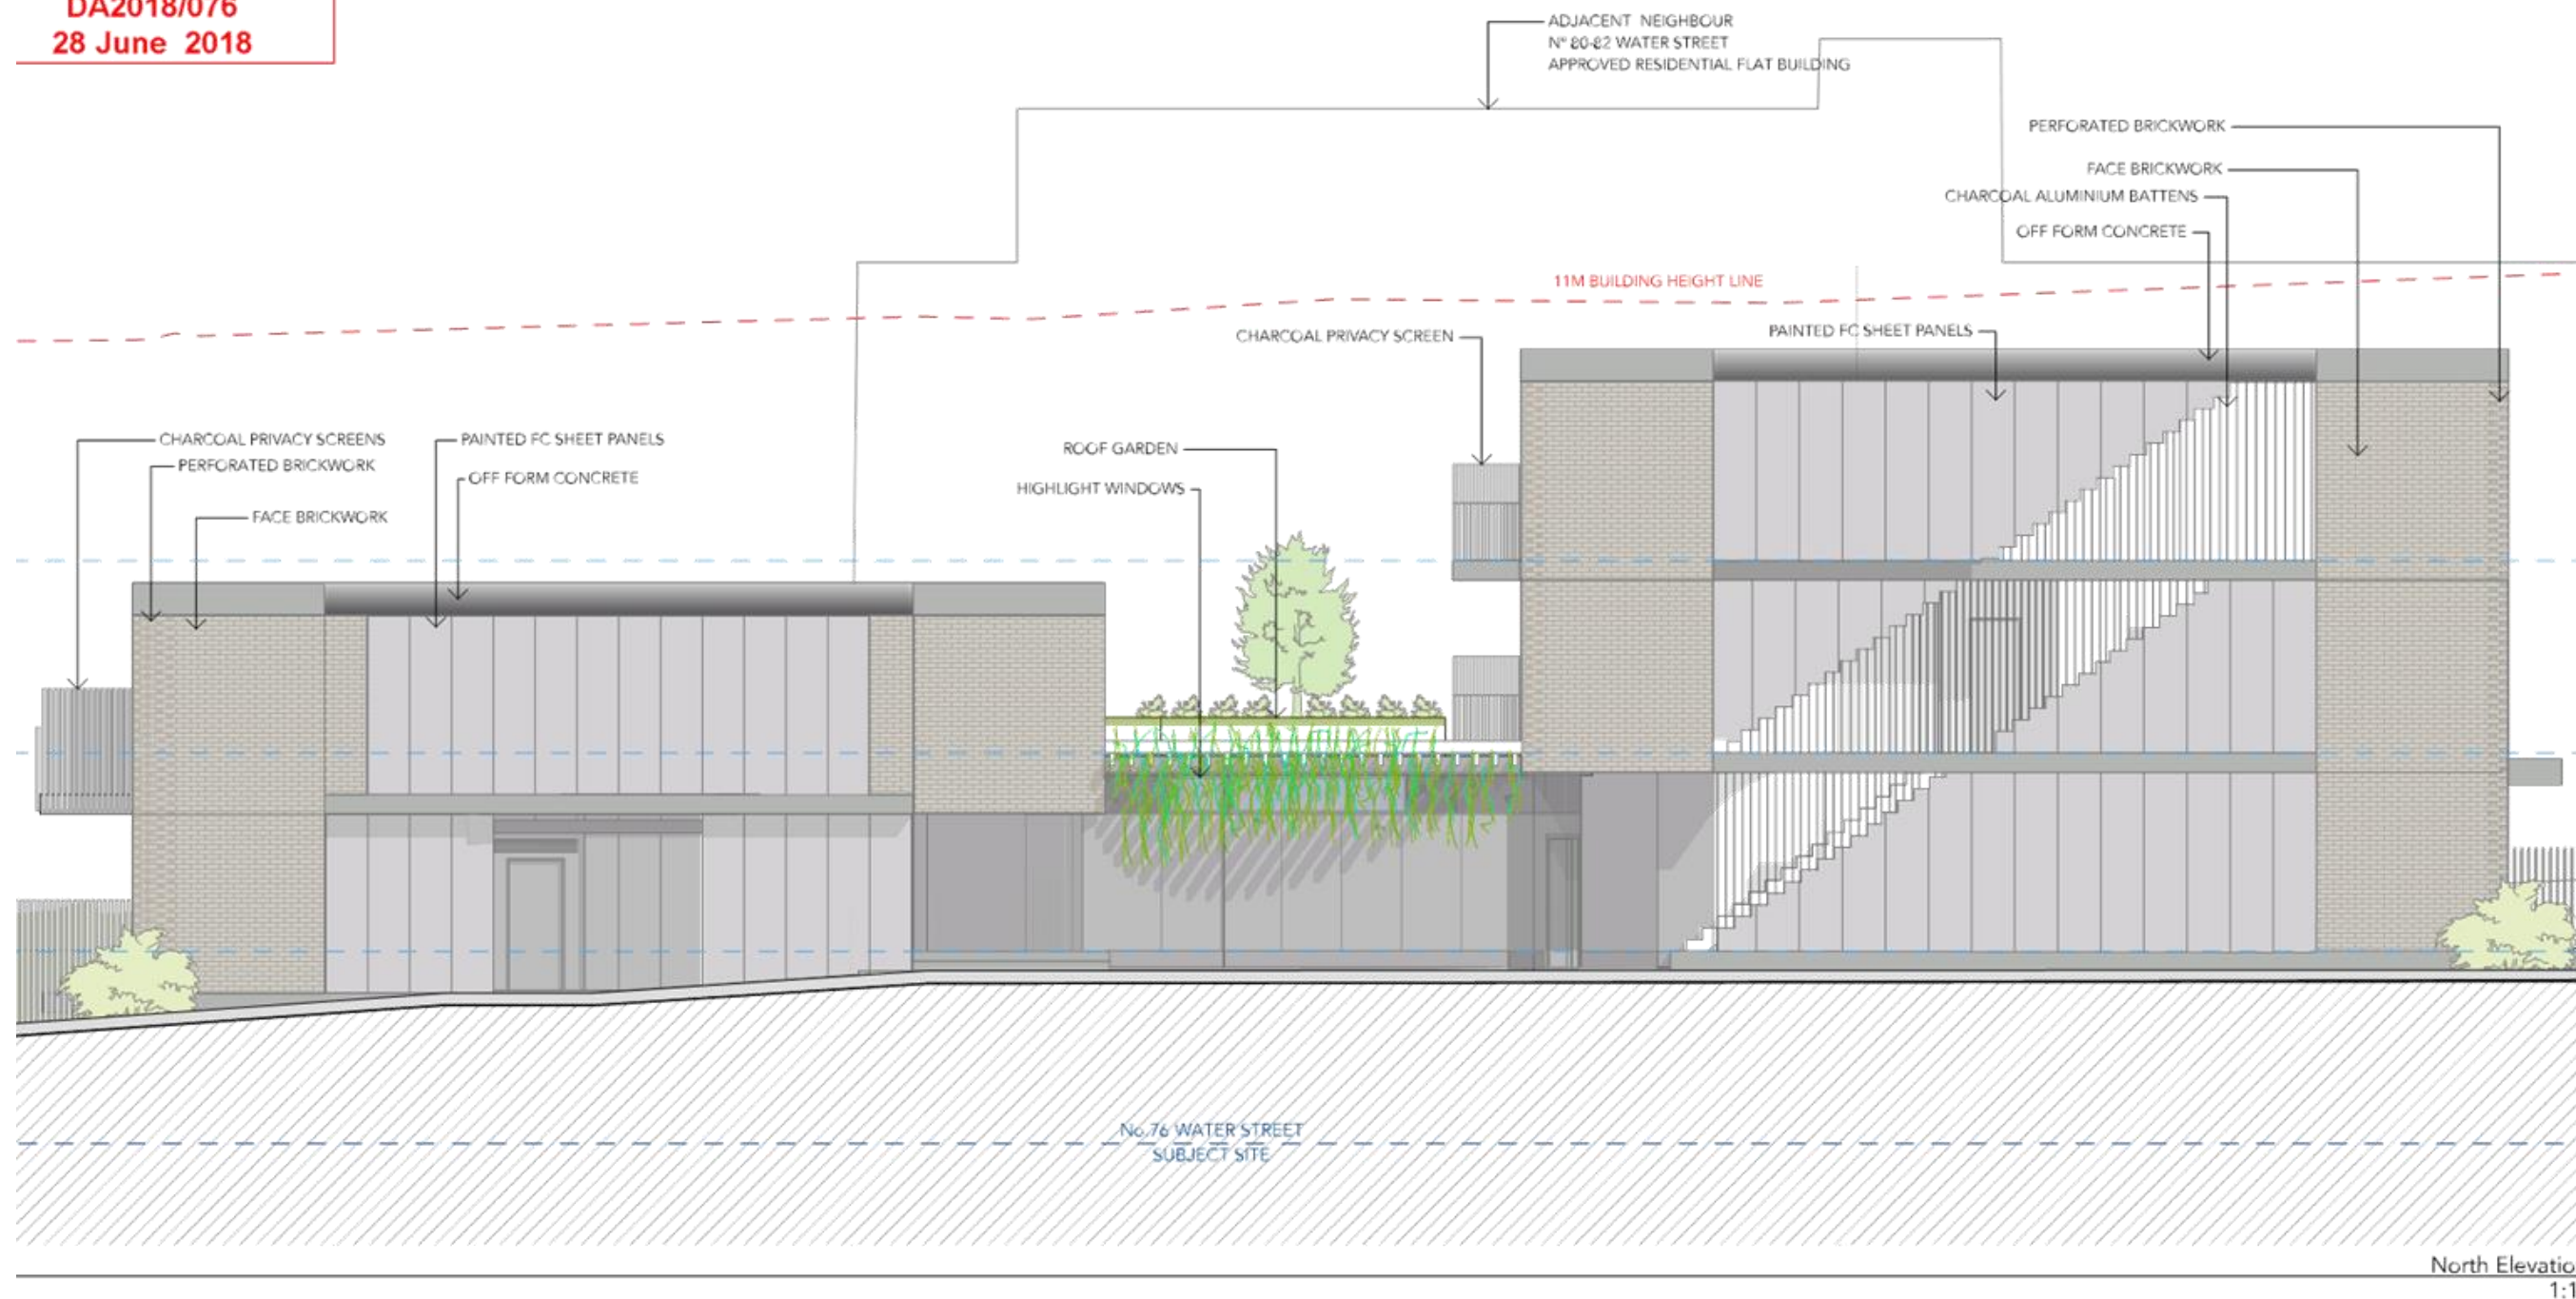 DA2018/076
28 June 2018
ADJACENT NEIGHBOUR
Nº 80-82 WATER STREET
APPROVED RESIDENTIAL FLAT BUILDING
PERFORATED BRICKWORK
FACE BRICKWORK
CHARCOAL ALUMINIUM BATTENS
OFF FORM CONCRETE
11M BUILDING HEIGHT LINE
CHARCOAL PRIVACY SCREEN
PAINTED FC SHEET PANELS
CHARCOAL PRIVACY SCREENS
PERFORATED BRICKWORK
FACE BRICKWORK
PAINTED FC SHEET PANELS
OFF FORM CONCRETE
ROOF GARDEN
HIGHLIGHT WINDOWS
No.76 WATER STREET
SUBJECT SITE
North Elevatio
1:1